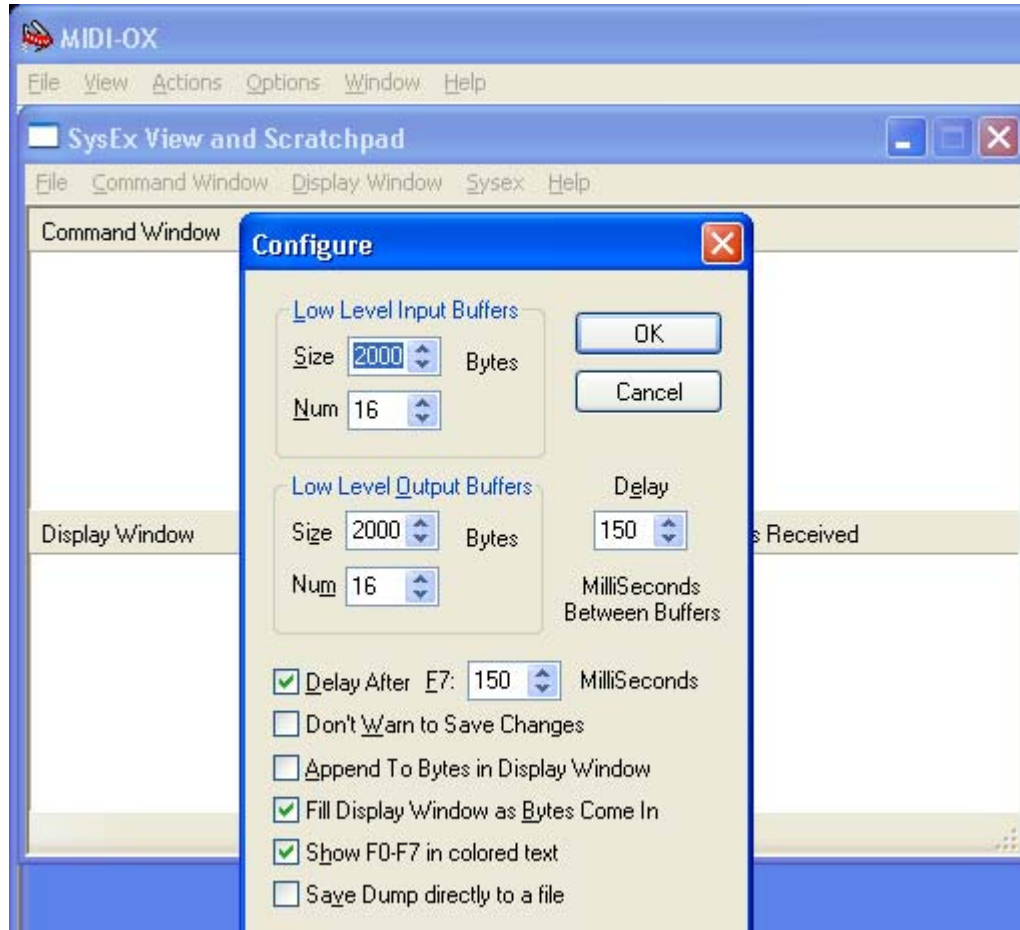 MIDI-OX
File View Actions Options Window Help
SysEx View and Scratchpad
File Command Window Display Window Sysex Help
Command Window
Configure
Low Level Input Buffers
OK
Size 2000 Bytes
Cancel
Num 16
Low Level Output Buffers
Delay
Size 2000 Bytes
150
Display Window
s Received
Num 16
MilliSeconds
Between Buffers
Delay After F7: 150 MilliSeconds
Don't Warn to Save Changes
Append To Bytes in Display Window
Fill Display Window as Bytes Come In
Show F0-F7 in colored text
Save Dump directly to a file